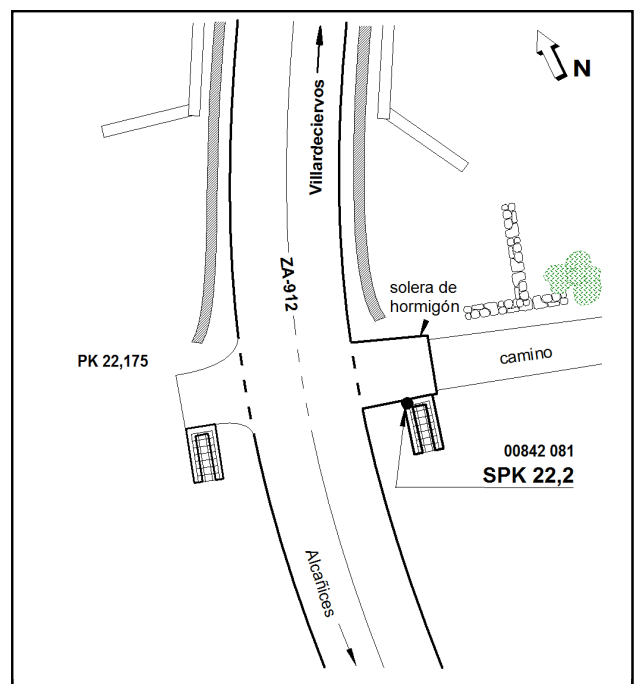 N
Villardeciervos
ZA-912
solera de
hormigón
PK 22,175
camino
00842 081
SPK 22,2
Alcañices